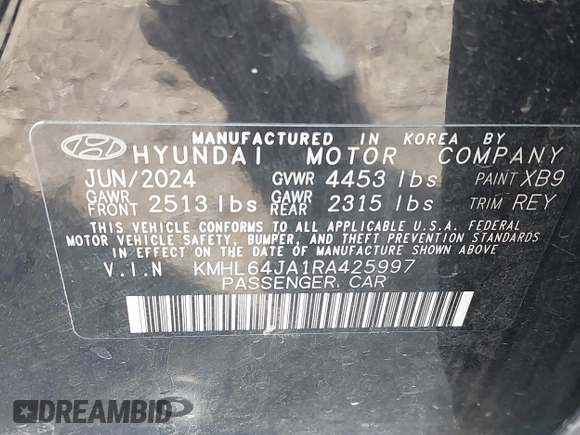 MANUFACTURED IN KOREA BY
HYUNDAI MOTOR COMPANY
JUN/2024 GVWR 4453 lbs PAINT XB9
GAWR FRONT 2513 lbs GAWR REAR 2315 lbs TRIM REY
THIS VEHICLE CONFORMS TO ALL APPLICABLE U.S.A. FEDERAL
MOTOR VEHICLE SAFETY, BUMPER, AND THEFT PREVENTION STANDARDS
IN EFFECT ON THE DATE OF MANUFACTURE SHOWN ABOVE.
V.I.N KMHL64JA1RA425997
PASSENGER CAR
DREAMBID